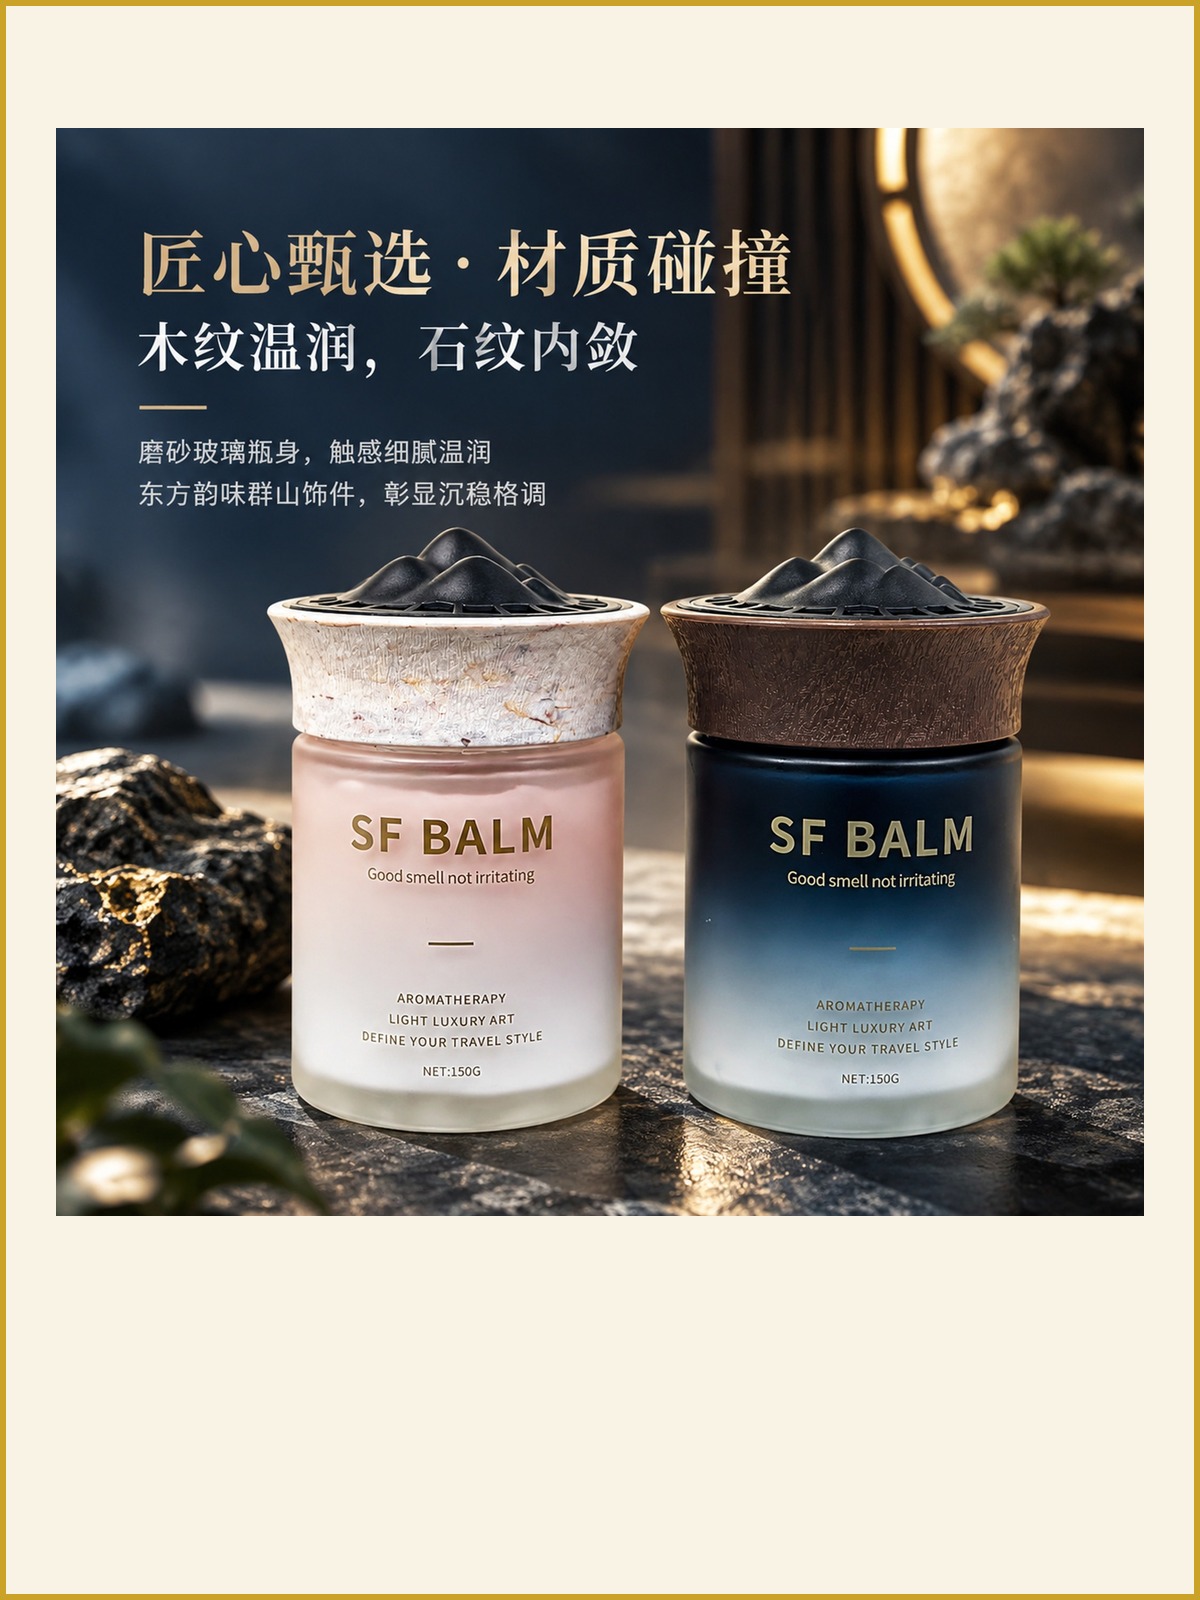 匠心甄选·材质碰撞
木纹温润，石纹内敛
磨砂玻璃瓶身，触感细腻温润
东方韵味群山饰件，彰显沉稳格调
SF BALM
Good smell not irritating
AROMATHERAPY
LIGHT LUXURY ART
DEFINE YOUR TRAVEL STYLE
NET:150G
SF BALM
Good smell not irritating
AROMATHERAPY
LIGHT LUXURY ART
DEFINE YOUR TRAVEL STYLE
NET:150G